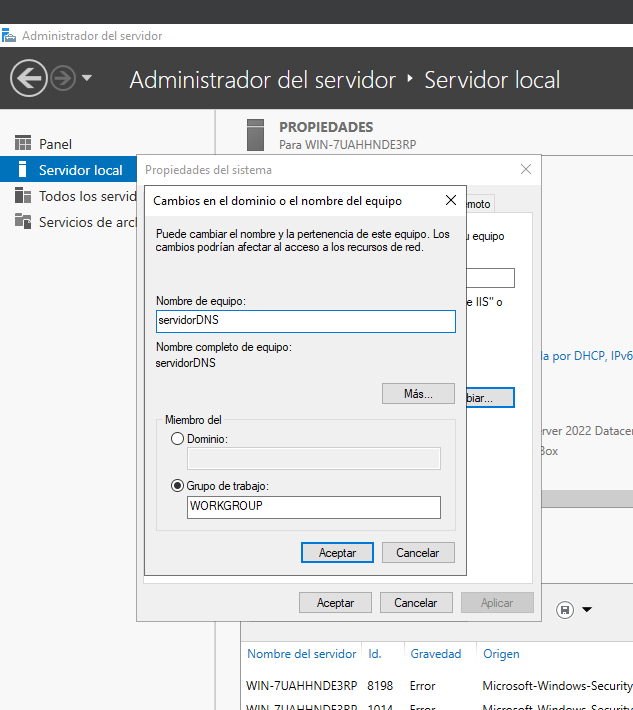 Administrador del servidor
Administrador del servidor ‣ Servidor local
Panel
Servidor local
Todos los servid
Servicios de arc
PROPIEDADES
Para WIN-7UAHHNDE3RP
Propiedades del sistema
emoto
u equipo
e IIS" o
biar...
Cambios en el dominio o el nombre del equipo
Puede cambiar el nombre y la pertenencia de este equipo. Los
cambios podrían afectar al acceso a los recursos de red.
Nombre de equipo:
servidorDNS
Nombre completo de equipo:
servidorDNS
Más...
Miembro del
Dominio:
Grupo de trabajo:
WORKGROUP
Aceptar Cancelar
Aceptar Cancelar Aplicar
da por DHCP, IPv6
rver 2022 Datacen
Box
Nombre del servidor Id. Gravedad Origen
WIN-7UAHHNDE3RP 8198 Error Microsoft-Windows-Security
WIN-7UAHHNDE3RP 1014 Error Microsoft-Windows-Security